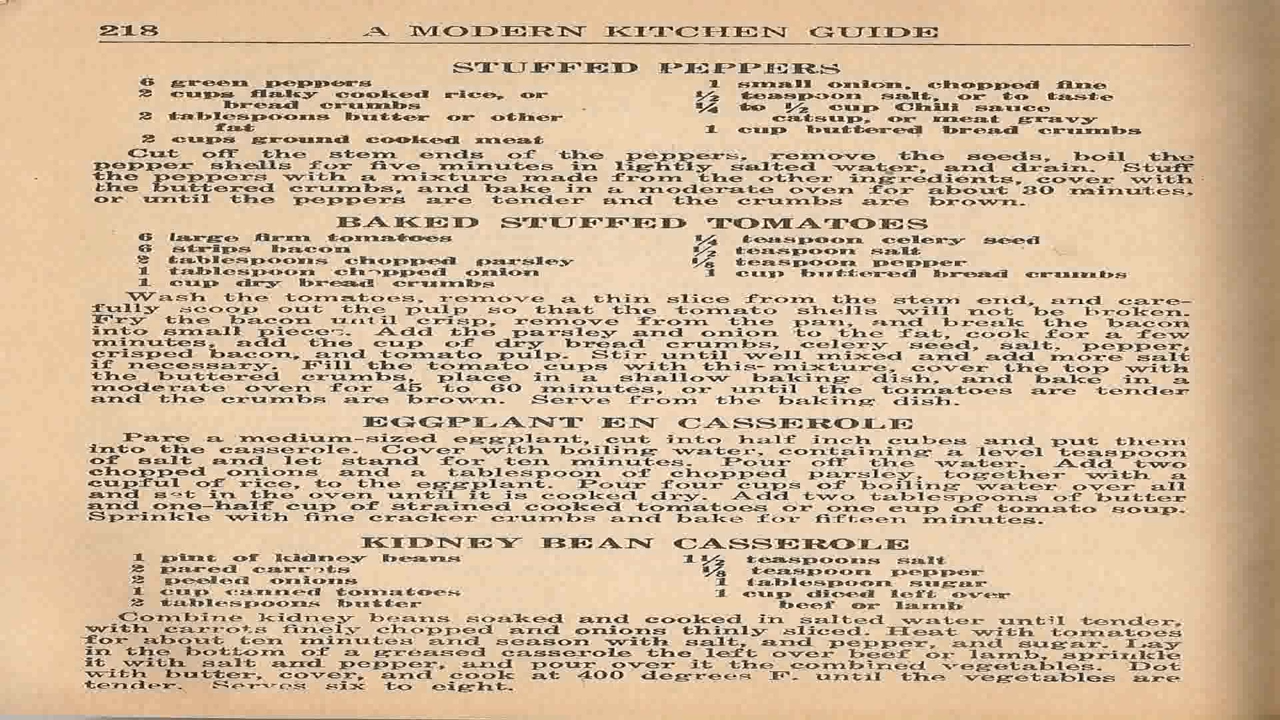 218 A MODERN KITCHEN GUIDE
STUFFED PEPPERS
6 green peppers
2 cups flaky cooked rice, or
bread crumbs
2 tablespoons butter or other
fat
2 cups ground cooked meat
1 small onion, chopped fine
½ teaspoon salt, or to taste
¼ to ½ cup Chili sauce
catsup, or meat gravy
1 cup buttered bread crumbs
Cut off the stem ends of the peppers, remove the seeds, boil the
pepper shells for five minutes in lightly salted water, and drain. Stuff
the peppers with a mixture made from the other ingredients, cover with
the buttered crumbs, and bake in a moderate oven for about 30 minutes,
or until the peppers are tender and the crumbs are brown.
BAKED STUFFED TOMATOES
6 large firm tomatoes
6 strips bacon
2 tablespoons chopped parsley
1 tablespoon chopped onion
1 cup dry bread crumbs
¼ teaspoon celery seed
½ teaspoon salt
⅛ teaspoon pepper
1 cup buttered bread crumbs
Wash the tomatoes, remove a thin slice from the stem end, and care-
fully scoop out the pulp so that the tomato shells will not be broken.
Fry the bacon until crisp, remove from the pan, and break the bacon
into small pieces. Add the parsley and onion to the fat, cook for a few
minutes, add the cup of dry bread crumbs, celery seed, salt, pepper,
crisped bacon, and tomato pulp. Stir until well mixed and add more salt
if necessary. Fill the tomato cups with this mixture, cover the top with
the buttered crumbs, place in a shallow baking dish, and bake in a
moderate oven for 45 to 60 minutes, or until the tomatoes are tender
and the crumbs are brown. Serve from the baking dish.
EGGPLANT EN CASSEROLE
Pare a medium-sized eggplant, cut into half inch cubes and put them
into the casserole. Cover with boiling water, containing a level teaspoon
of salt and let stand for ten minutes. Pour off the water. Add two
chopped onions and a tablespoon of chopped parsley, together with a
cupful of rice, to the eggplant. Pour four cups of boiling water over all
and set in the oven until it is cooked dry. Add two tablespoons of butter
and one-half cup of strained cooked tomatoes or one cup of tomato soup.
Sprinkle with fine cracker crumbs and bake for fifteen minutes.
KIDNEY BEAN CASSEROLE
1 pint of kidney beans
2 pared carrots
2 peeled onions
1 cup canned tomatoes
2 tablespoons butter
1½ teaspoons salt
⅛ teaspoon pepper
1 tablespoon sugar
1 cup diced left over
beef or lamb
Combine kidney beans soaked and cooked in salted water until tender,
with carrots finely chopped and onions thinly sliced. Heat with tomatoes
for about ten minutes and season with salt, and pepper, and sugar. Lay
in the bottom of a greased casserole the left over beef or lamb, sprinkle
it with salt and pepper, and pour over it the combined vegetables. Dot
with butter, cover, and cook at 400 degrees F. until the vegetables are
tender. Serves six to eight.